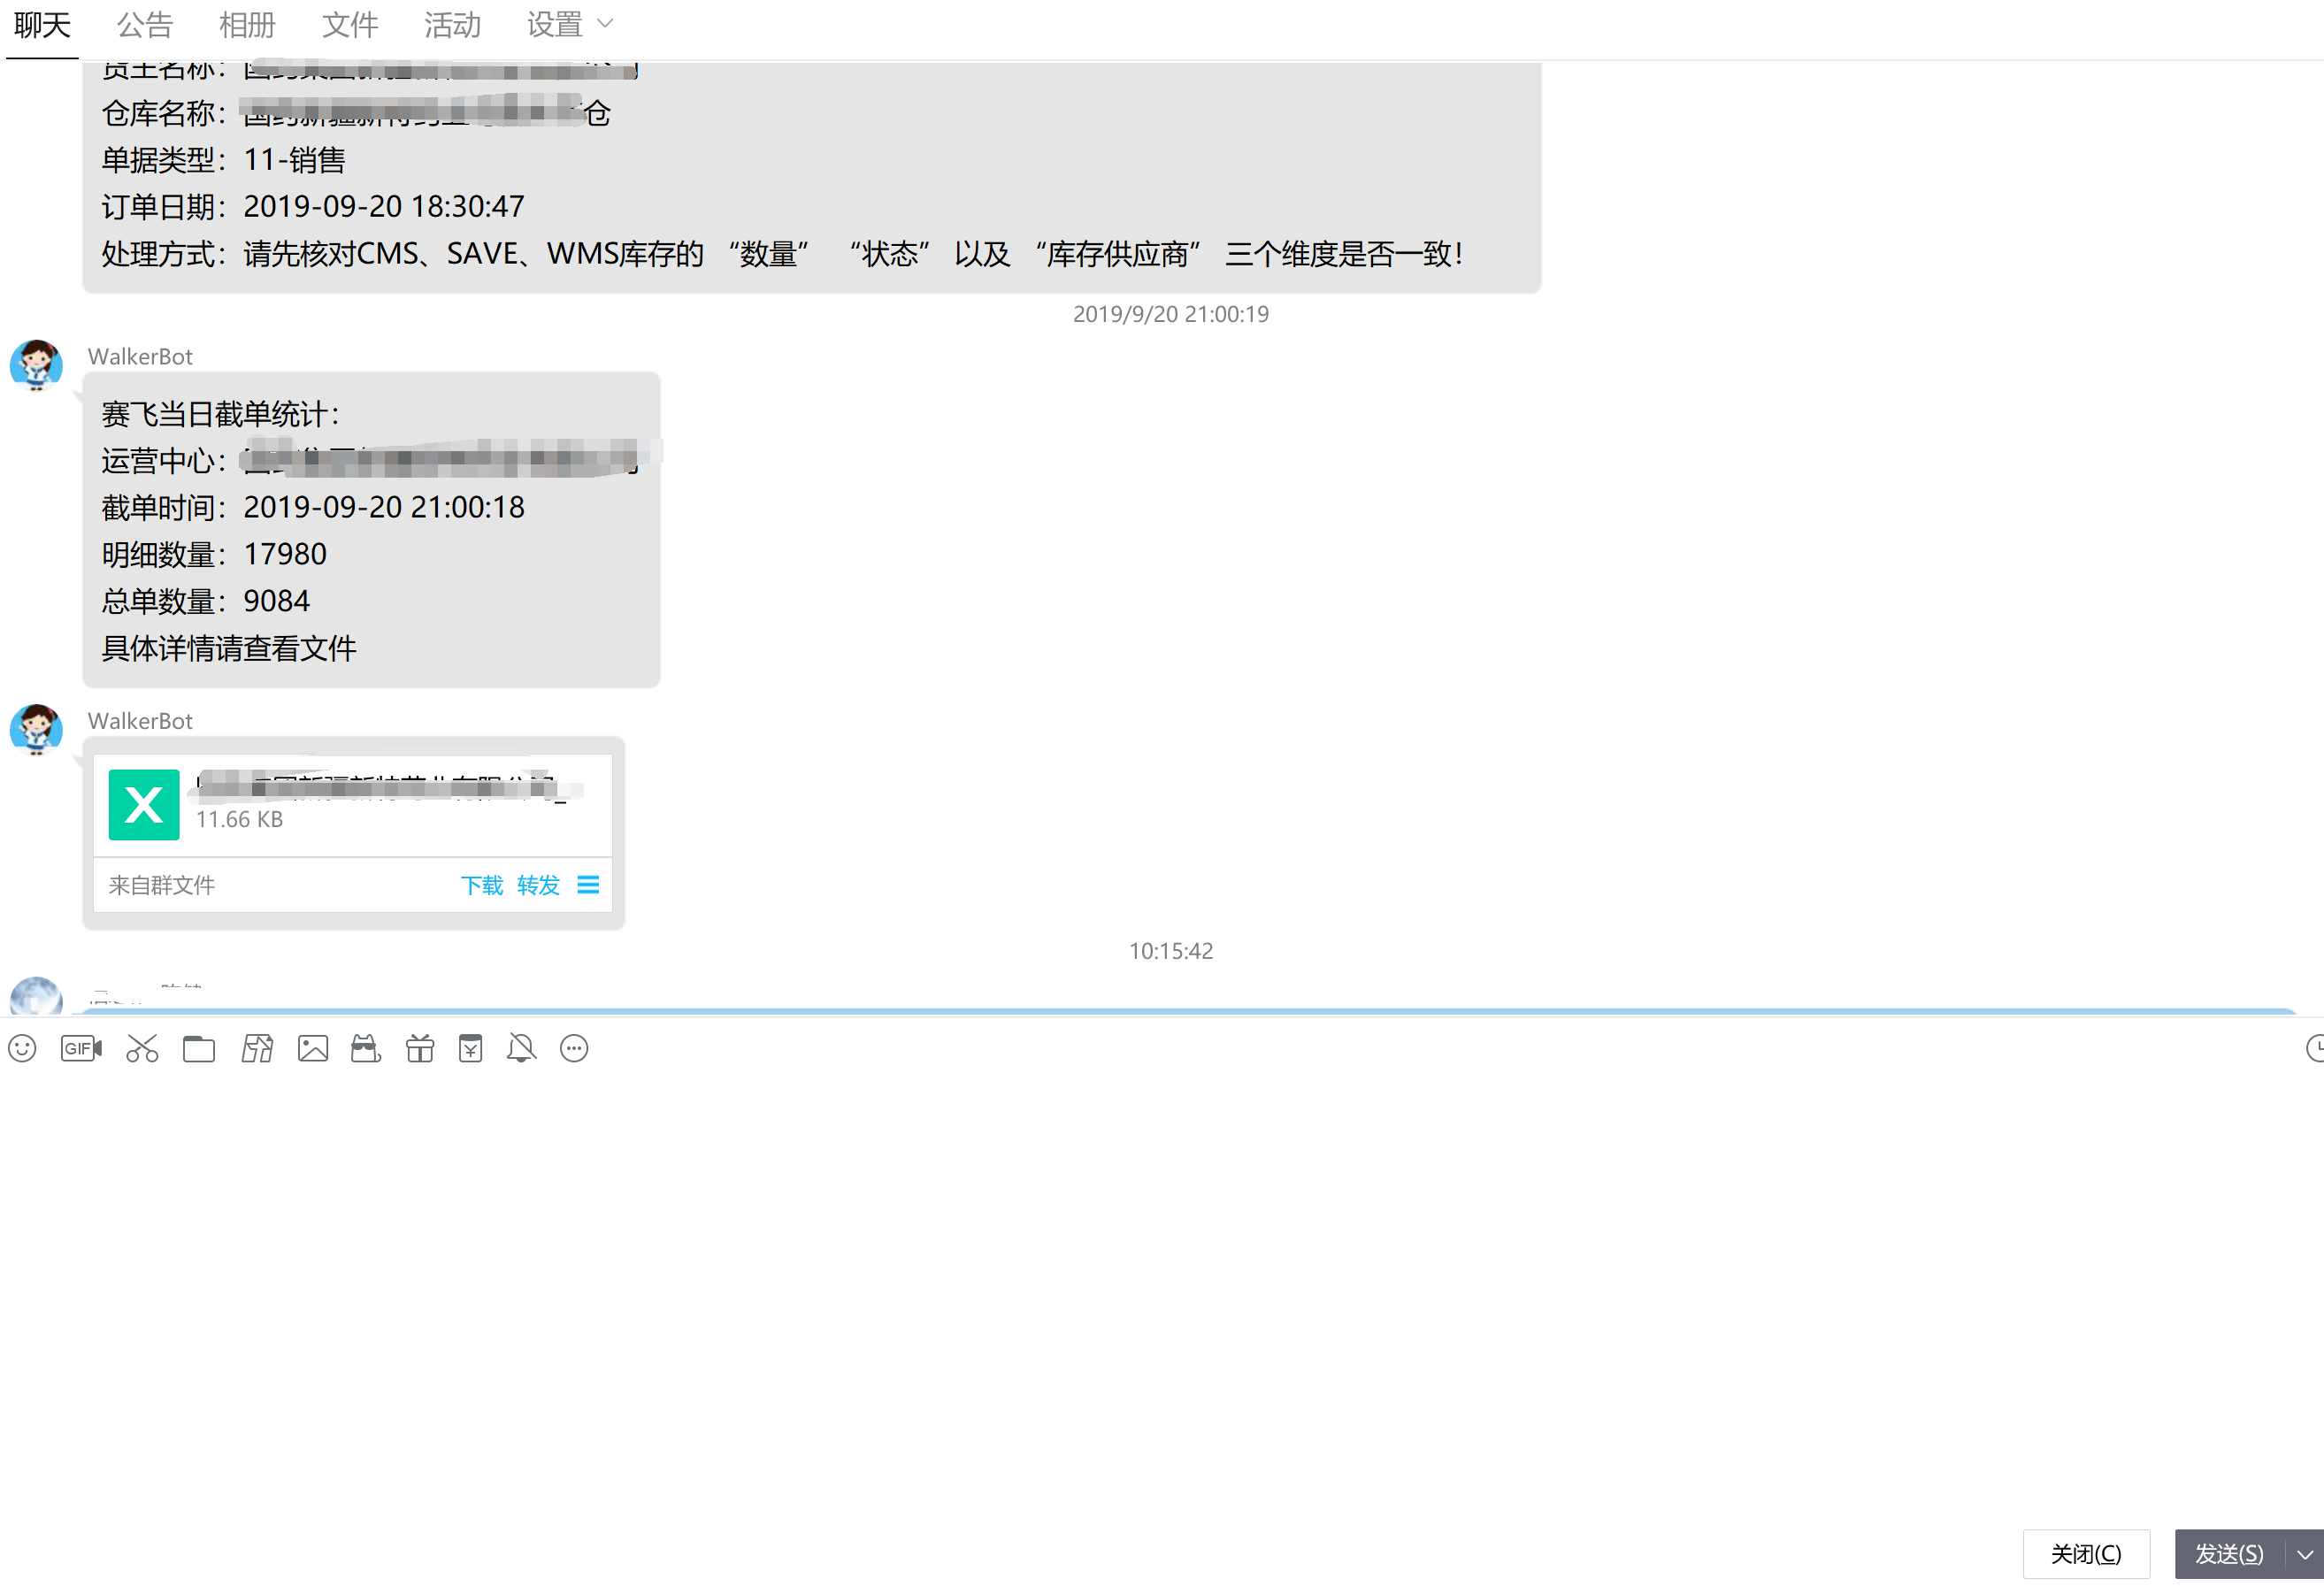 聊天 公告 相册 文件 活动 设置
货主名称：
仓库名称： 仓
单据类型：11-销售
订单日期：2019-09-20 18:30:47
处理方式：请先核对CMS、SAVE、WMS库存的 “数量” “状态” 以及 “库存供应商” 三个维度是否一致！
2019/9/20 21:00:19
WalkerBot
赛飞当日截单统计：
运营中心：
截单时间：2019-09-20 21:00:18
明细数量：17980
总单数量：9084
具体详情请查看文件
WalkerBot
11.66 KB
来自群文件 下载 转发
10:15:42
GIF
关闭(C) 发送(S)